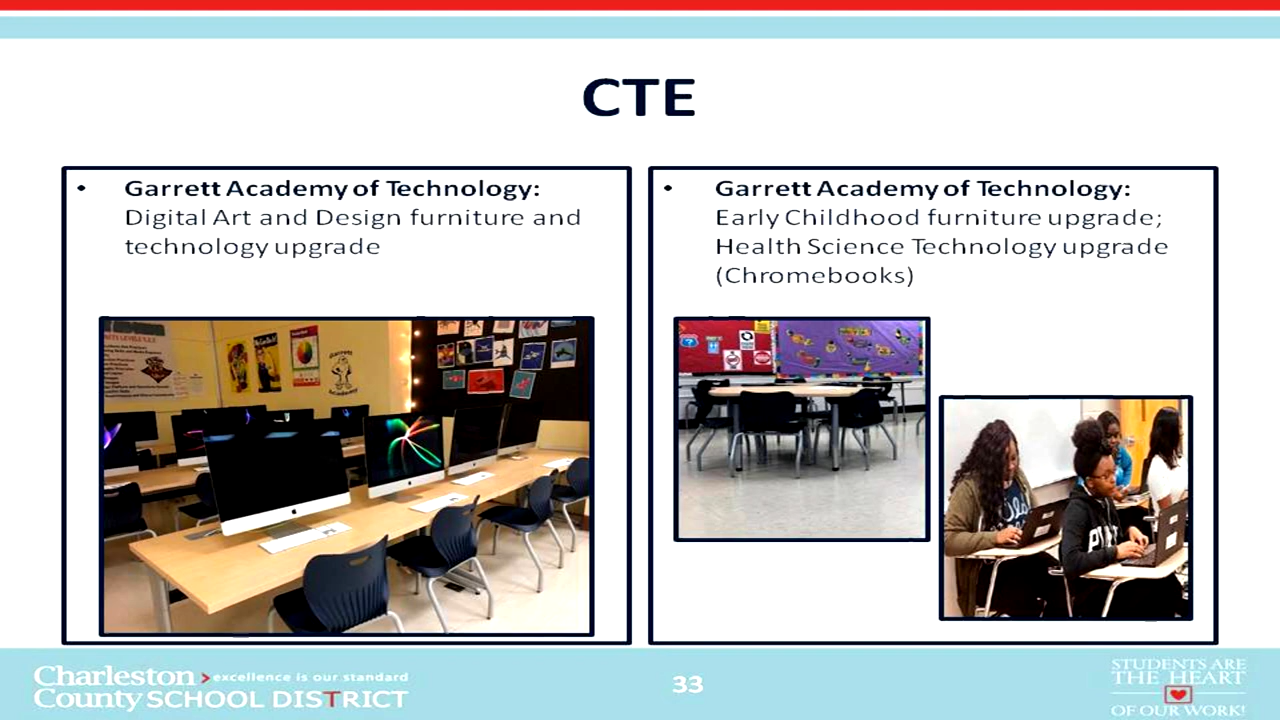 CTE
• Garrett Academy of Technology:
Digital Art and Design furniture and
technology upgrade
Garrett
Academy
• Garrett Academy of Technology:
Early Childhood furniture upgrade;
Health Science Technology upgrade
(Chromebooks)
Charleston > excellence is our standard
County SCHOOL DISTRICT
33
STUDENTS ARE
THE HEART
OF OUR WORK!